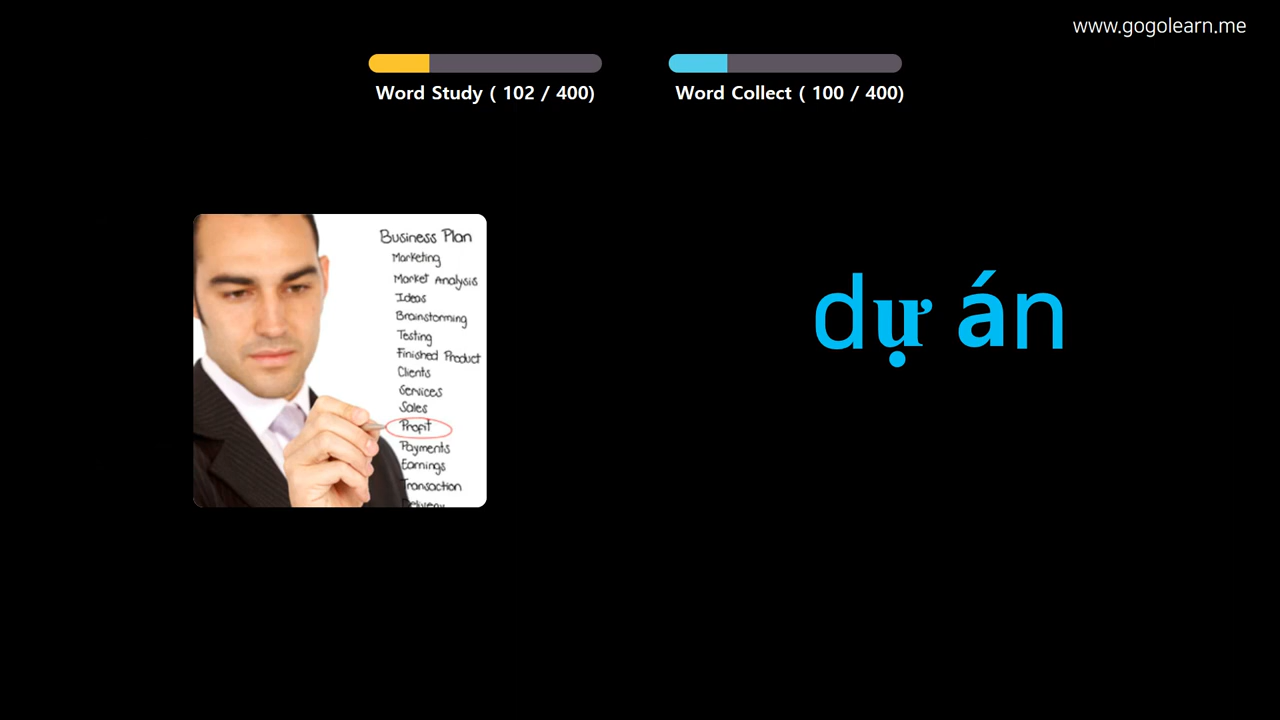 www.gogolearn.me
Word Study ( 102 / 400)
Word Collect ( 100 / 400)
Business Plan
Marketing
Market Analysis
Ideas
Brainstorming
Testing
Finished Product
Clients
Services
Sales
Profit
Payments
Earnings
Transaction
Delivery
dự án